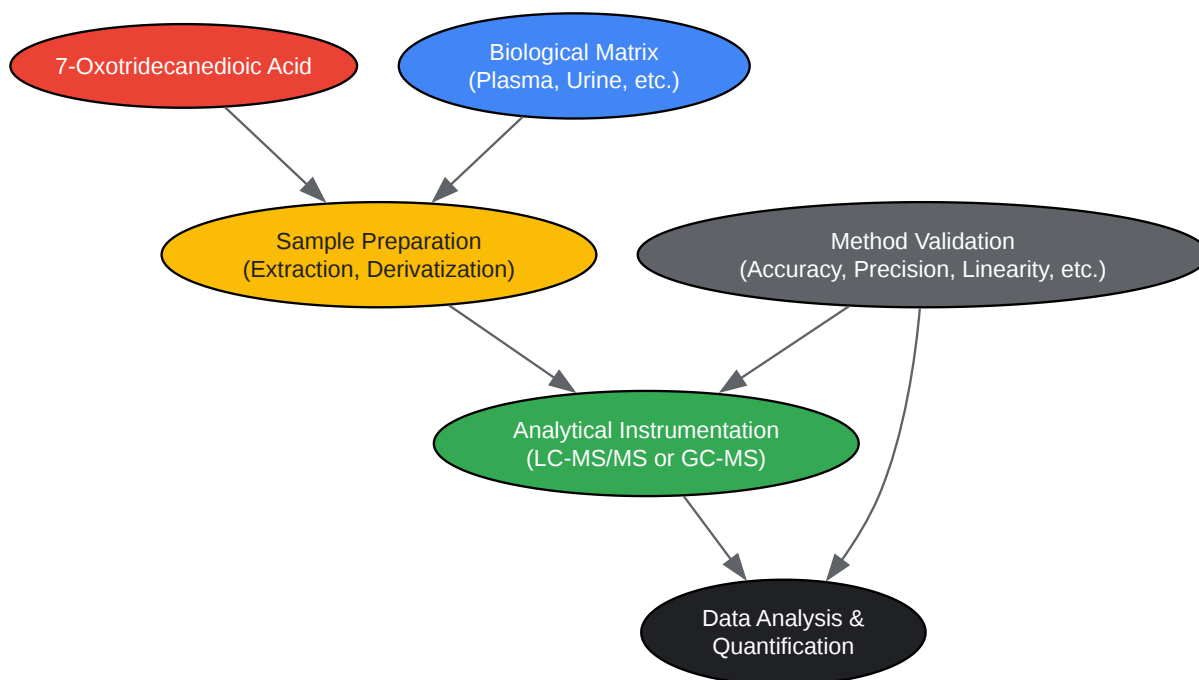 7-Oxotridecanedioic Acid
Biological Matrix
(Plasma, Urine, etc.)
Sample Preparation
(Extraction, Derivatization)
Method Validation
(Accuracy, Precision, Linearity, etc.)
Analytical Instrumentation
(LC-MS/MS or GC-MS)
Data Analysis &
Quantification